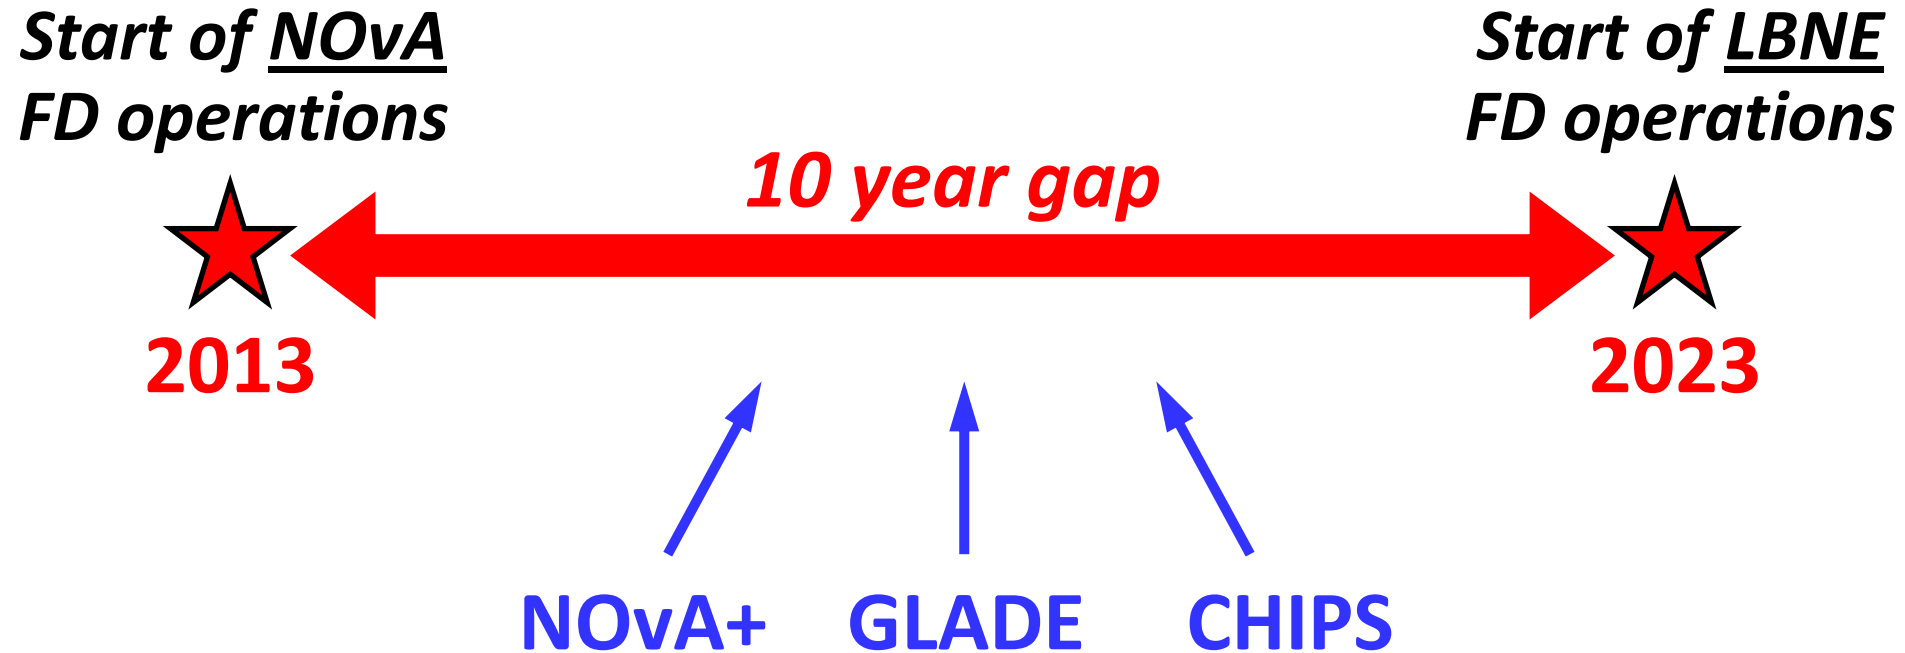 Start of NOvA
FD operations
Start of LBNE
FD operations
10 year gap
2013
2023
NOvA+
GLADE
CHIPS